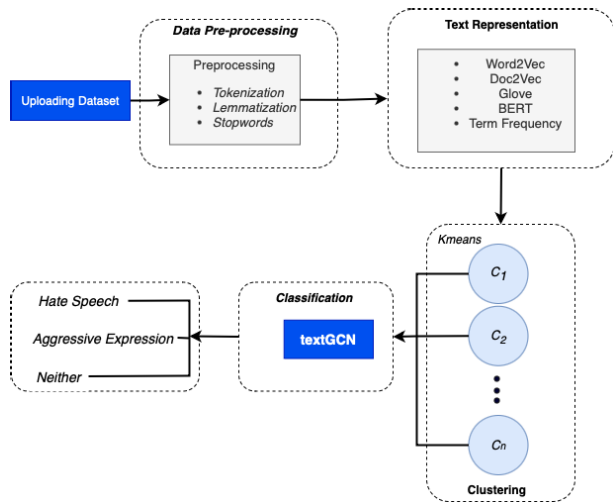 Uploading Dataset
Data Pre-processing
Preprocessing
• Tokenization
• Lemmatization
• Stopwords
Text Representation
• Word2Vec
• Doc2Vec
• Glove
• BERT
• Term Frequency
Kmeans
C1
C2
Cn
Clustering
Classification
textGCN
Hate Speech
Aggressive Expression
Neither